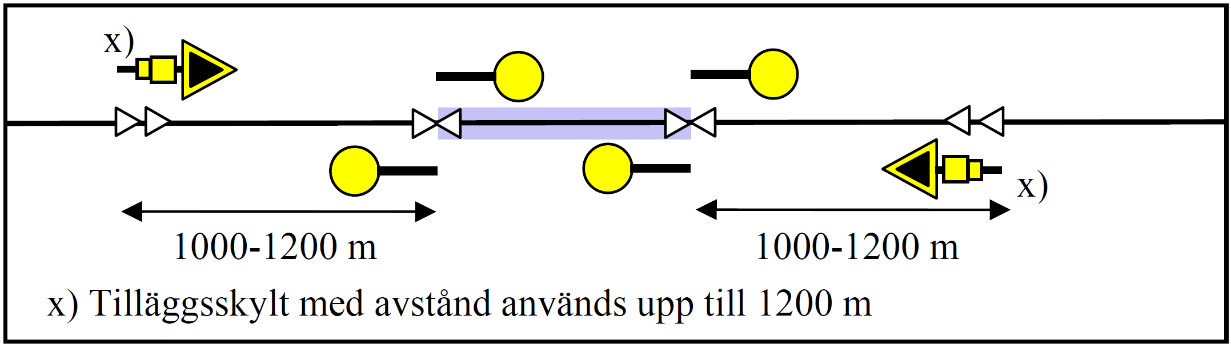 x)
1000-1200 m
1000-1200 m
x)
x) Tilläggsskylt med avstånd används upp till 1200 m